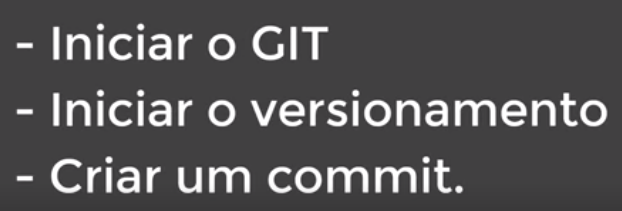 - Iniciar o GIT
- Iniciar o versionamento
- Criar um commit.